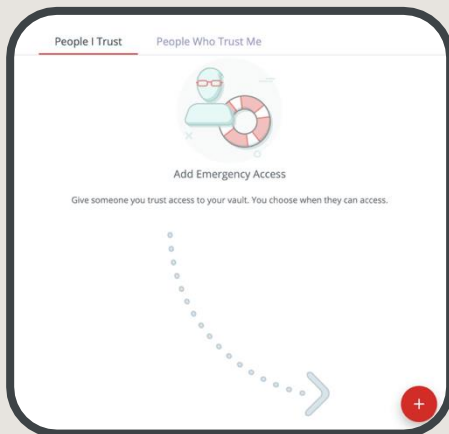 People I Trust People Who Trust Me
Add Emergency Access
Give someone you trust access to your vault. You choose when they can access.
+